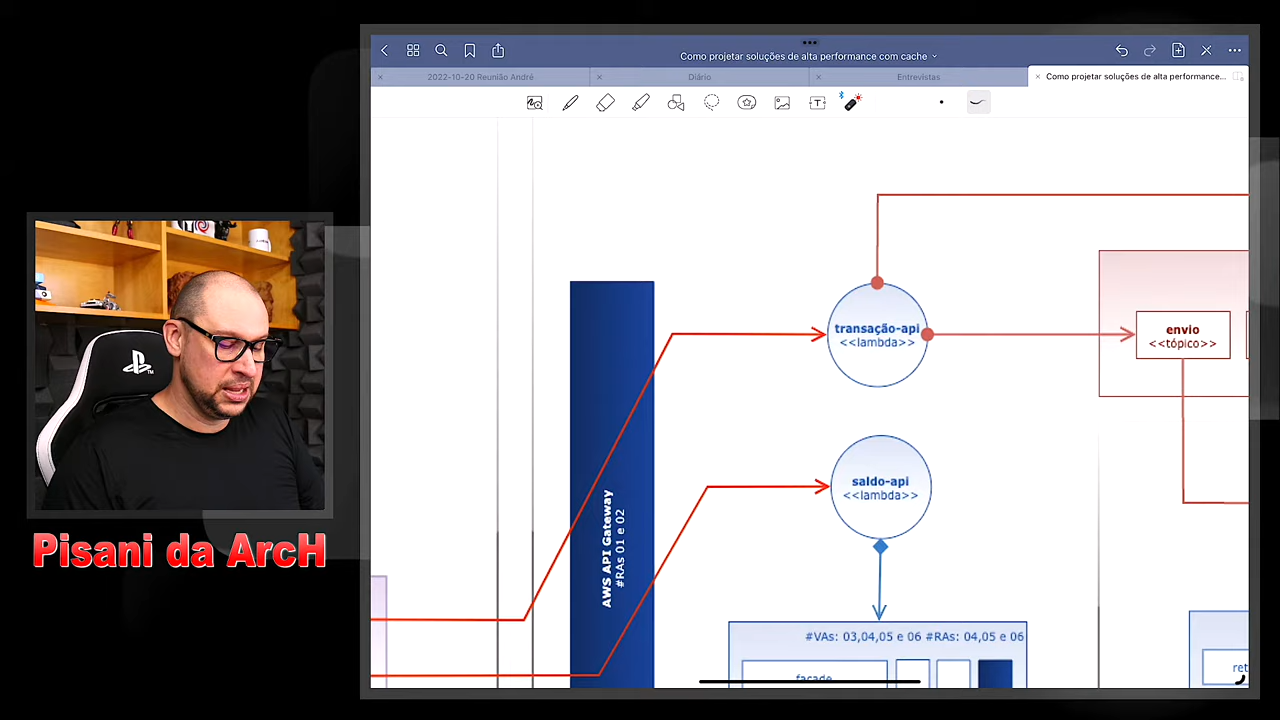 Como projetar soluções de alta performance com cache
2022-10-20 Reunião André
Diário
Entrevistas
Como projetar soluções de alta performance...
transação-api
<<lambda>>
envio
<<tópico>>
saldo-api
<<lambda>>
AWS API Gateway
#RAs 01 e 02
#VAs: 03,04,05 e 06 #RAs: 04,05 e 06
facade
ret
Pisani da ArcH